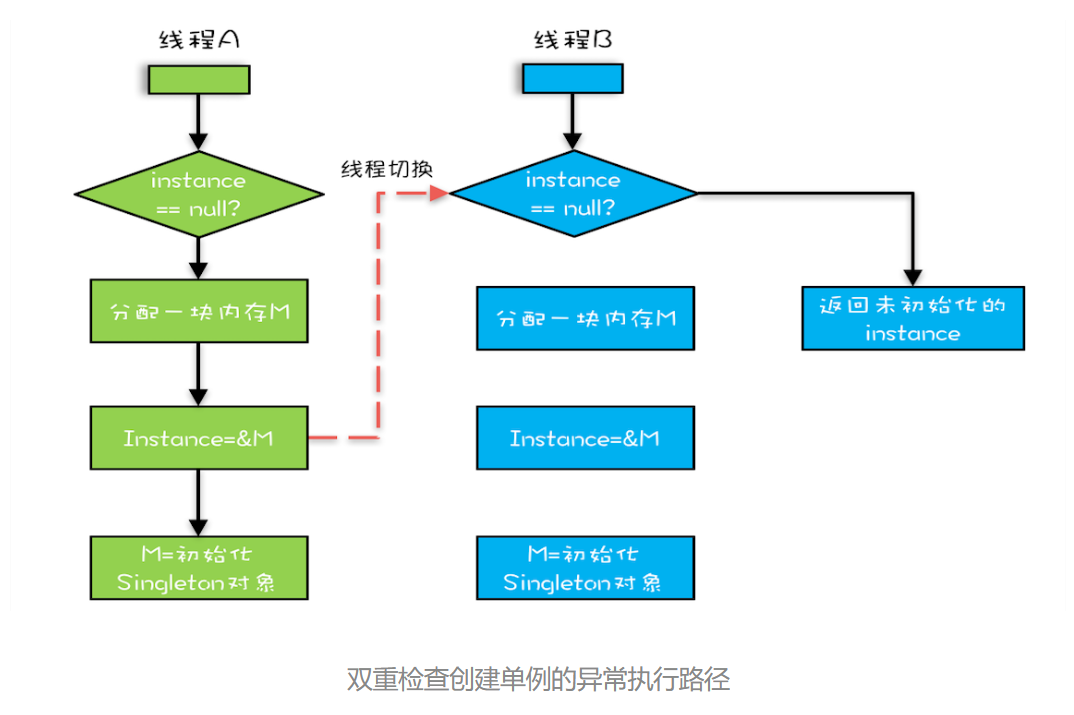 线程A
instance
== null?
分配一块内存M
Instance=&M
M=初始化
Singleton对象
线程切换
线程B
instance
== null?
分配一块内存M
Instance=&M
M=初始化
Singleton对象
返回未初始化的
instance
双重检查创建单例的异常执行路径